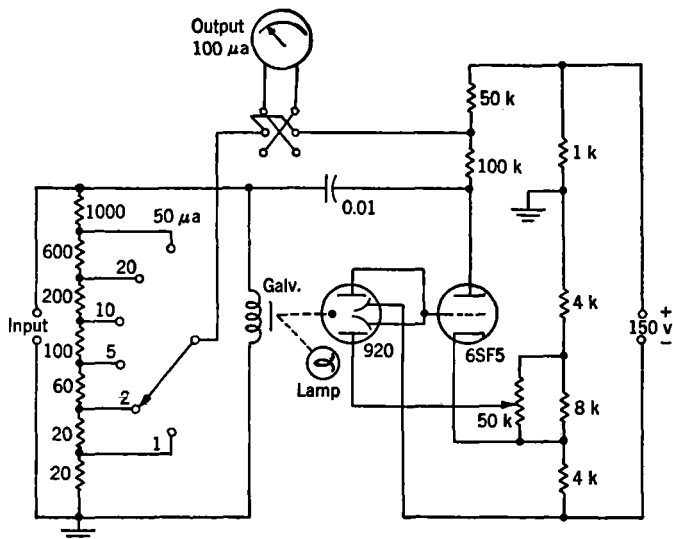 Output
100 μa
50 k
100 k
1 k
0.01
1000
50 μa
600
20
200
10
Galv.
4 k
Input
100
5
920
6SF5
+
150 v
−
60
Lamp
2
50 k
8 k
20
1
20
4 k